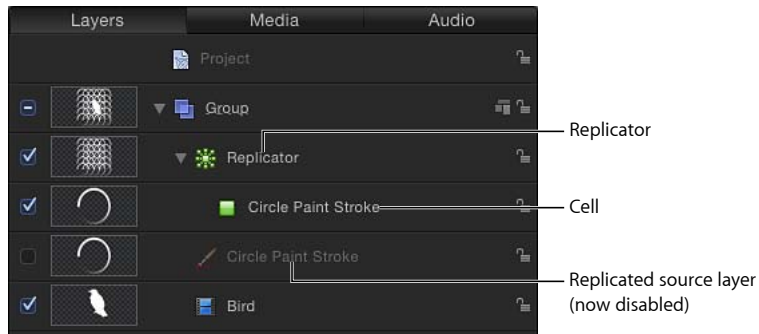 Layers Media Audio
Project
Group
Replicator
Replicator
Circle Paint Stroke
Cell
Circle Paint Stroke
Replicated source layer
(now disabled)
Bird